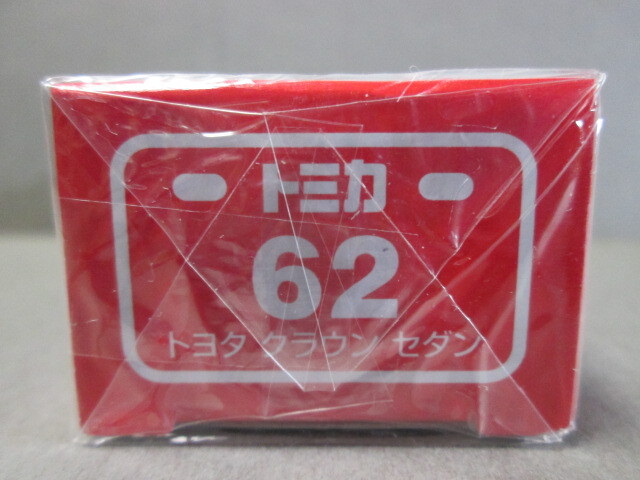 トミカ
62
トヨタ クラウン セダン